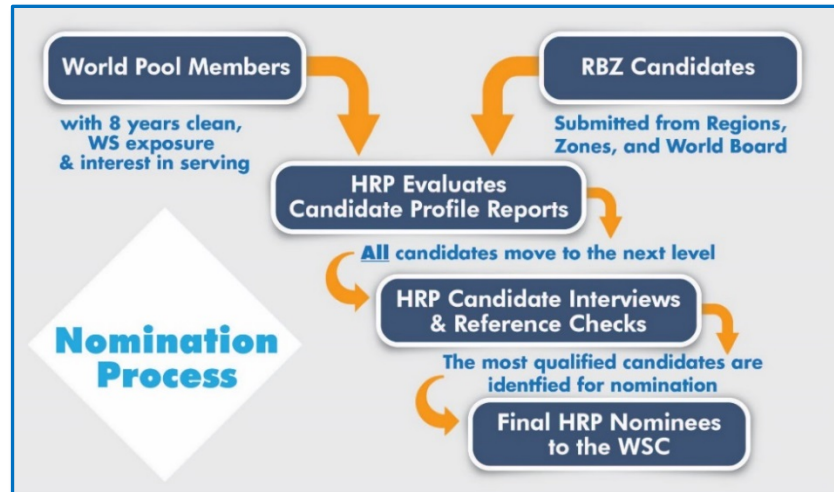 World Pool Members
with 8 years clean,
WS exposure
& interest in serving
RBZ Candidates
Submitted from Regions,
Zones, and World Board
HRP Evaluates
Candidate Profile Reports
All candidates move to the next level
HRP Candidate Interviews
& Reference Checks
The most qualified candidates are
identfied for nomination
Final HRP Nominees
to the WSC
Nomination
Process